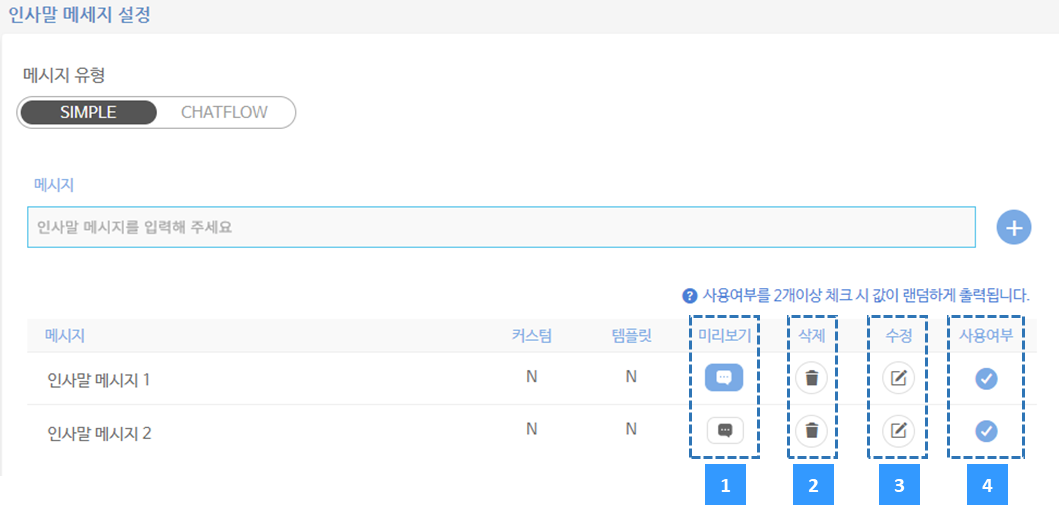 인사말 메세지 설정
메시지 유형
SIMPLE CHATFLOW
메시지
인사말 메시지를 입력해 주세요
? 사용여부를 2개이상 체크 시 값이 랜덤하게 출력됩니다.
메시지 커스텀 템플릿 미리보기 삭제 수정 사용여부
인사말 메시지 1 N N
인사말 메시지 2 N N
1 2 3 4